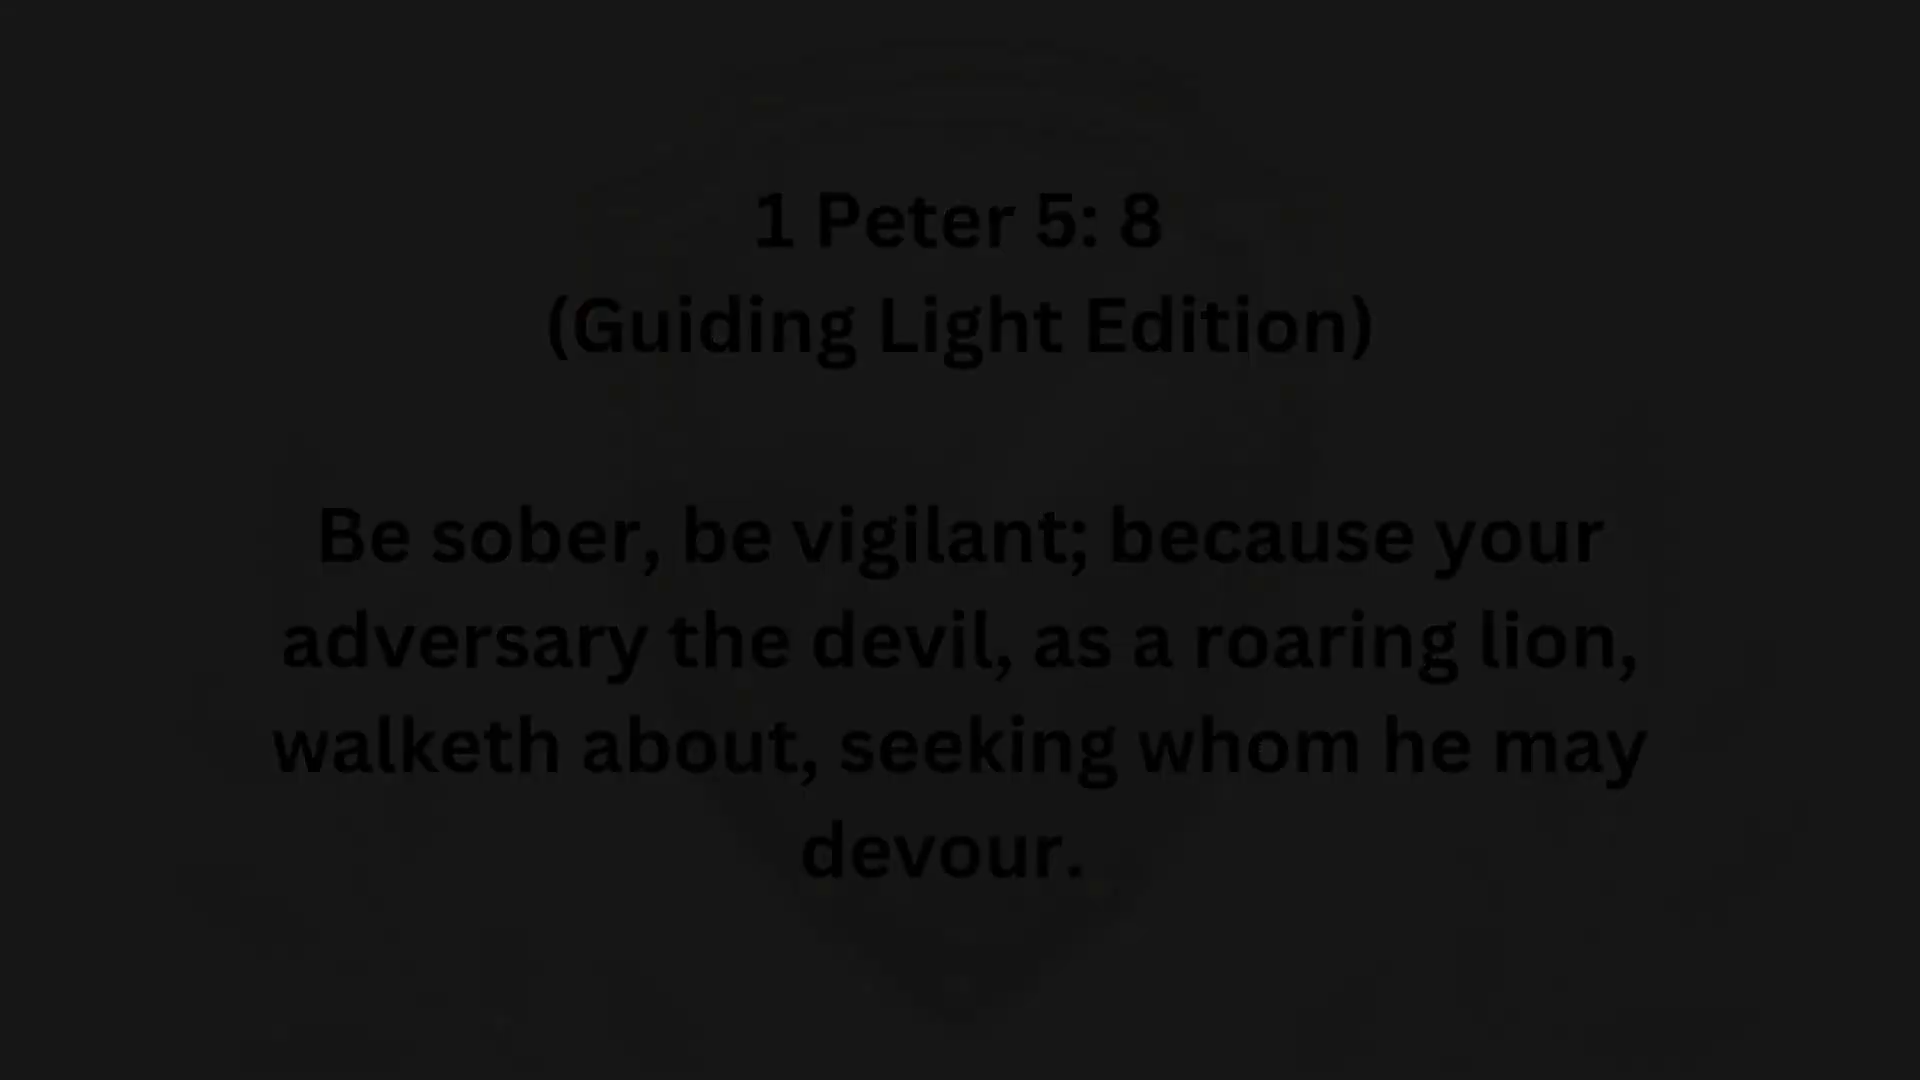 1 Peter 5: 8
(Guiding Light Edition)
Be sober, be vigilant; because your
adversary the devil, as a roaring lion,
walketh about, seeking whom he may
devour.